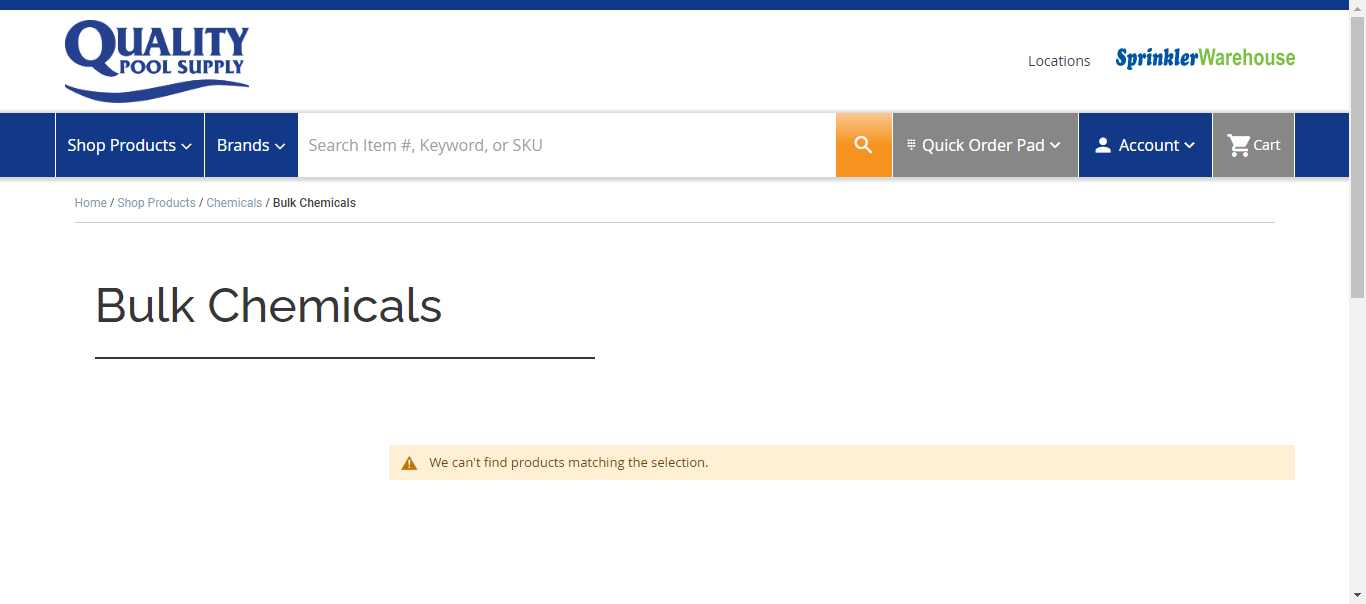 QUALITY
POOL SUPPLY
Locations
SprinklerWarehouse
Shop Products
Brands
Search Item #, Keyword, or SKU
Quick Order Pad
Account
Cart
Home / Shop Products / Chemicals / Bulk Chemicals
Bulk Chemicals
We can't find products matching the selection.